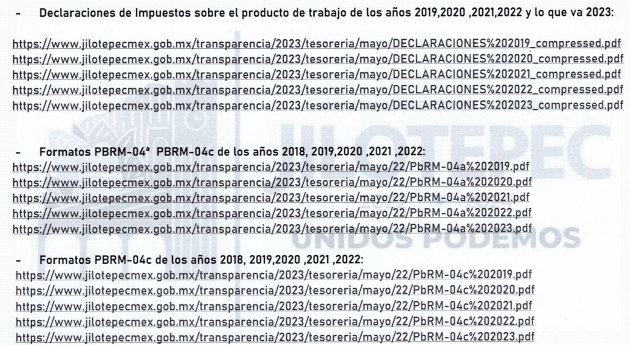 - Declaraciones de Impuestos sobre el producto de trabajo de los años 2019,2020 ,2021,2022 y lo que va 2023:
https://www.jilotepecmex.gob.mx/transparencia/2023/tesoreria/mayo/DECLARACIONES%202019_compressed.pdf
https://www.jilotepecmex.gob.mx/transparencia/2023/tesoreria/mayo/DECLARACIONES%202020_compressed.pdf
https://www.jilotepecmex.gob.mx/transparencia/2023/tesoreria/mayo/DECLARACIONES%202021_compressed.pdf
https://www.jilotepecmex.gob.mx/transparencia/2023/tesoreria/mayo/DECLARACIONES%202022_compressed.pdf
https://www.jilotepecmex.gob.mx/transparencia/2023/tesoreria/mayo/DECLARACIONES%202023_compressed.pdf
- Formatos PBRM-04ª PBRM-04c de los años 2018, 2019,2020 ,2021 ,2022:
https://www.jilotepecmex.gob.mx/transparencia/2023/tesoreria/mayo/22/PbRM-04a%202019.pdf
https://www.jilotepecmex.gob.mx/transparencia/2023/tesoreria/mayo/22/PbRM-04a%202020.pdf
https://www.jilotepecmex.gob.mx/transparencia/2023/tesoreria/mayo/22/PbRM-04a%202021.pdf
https://www.jilotepecmex.gob.mx/transparencia/2023/tesoreria/mayo/22/PbRM-04a%202022.pdf
https://www.jilotepecmex.gob.mx/transparencia/2023/tesoreria/mayo/22/PbRM-04a%202023.pdf
JILOTEPEC
UNIDOS PODEMOS
- Formatos PBRM-04c de los años 2018, 2019,2020 ,2021 ,2022:
https://www.jilotepecmex.gob.mx/transparencia/2023/tesoreria/mayo/22/PbRM-04c%202019.pdf
https://www.jilotepecmex.gob.mx/transparencia/2023/tesoreria/mayo/22/PbRM-04c%202020.pdf
https://www.jilotepecmex.gob.mx/transparencia/2023/tesoreria/mayo/22/PbRM-04c%202021.pdf
https://www.jilotepecmex.gob.mx/transparencia/2023/tesoreria/mayo/22/PbRM-04c%202022.pdf
https://www.jilotepecmex.gob.mx/transparencia/2023/tesoreria/mayo/22/PbRM-04c%202023.pdf